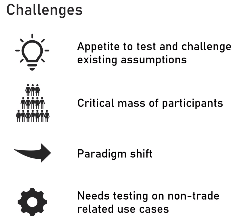 Challenges
Appetite to test and challenge
existing assumptions
Critical mass of participants
Paradigm shift
Needs testing on non-trade
related use cases